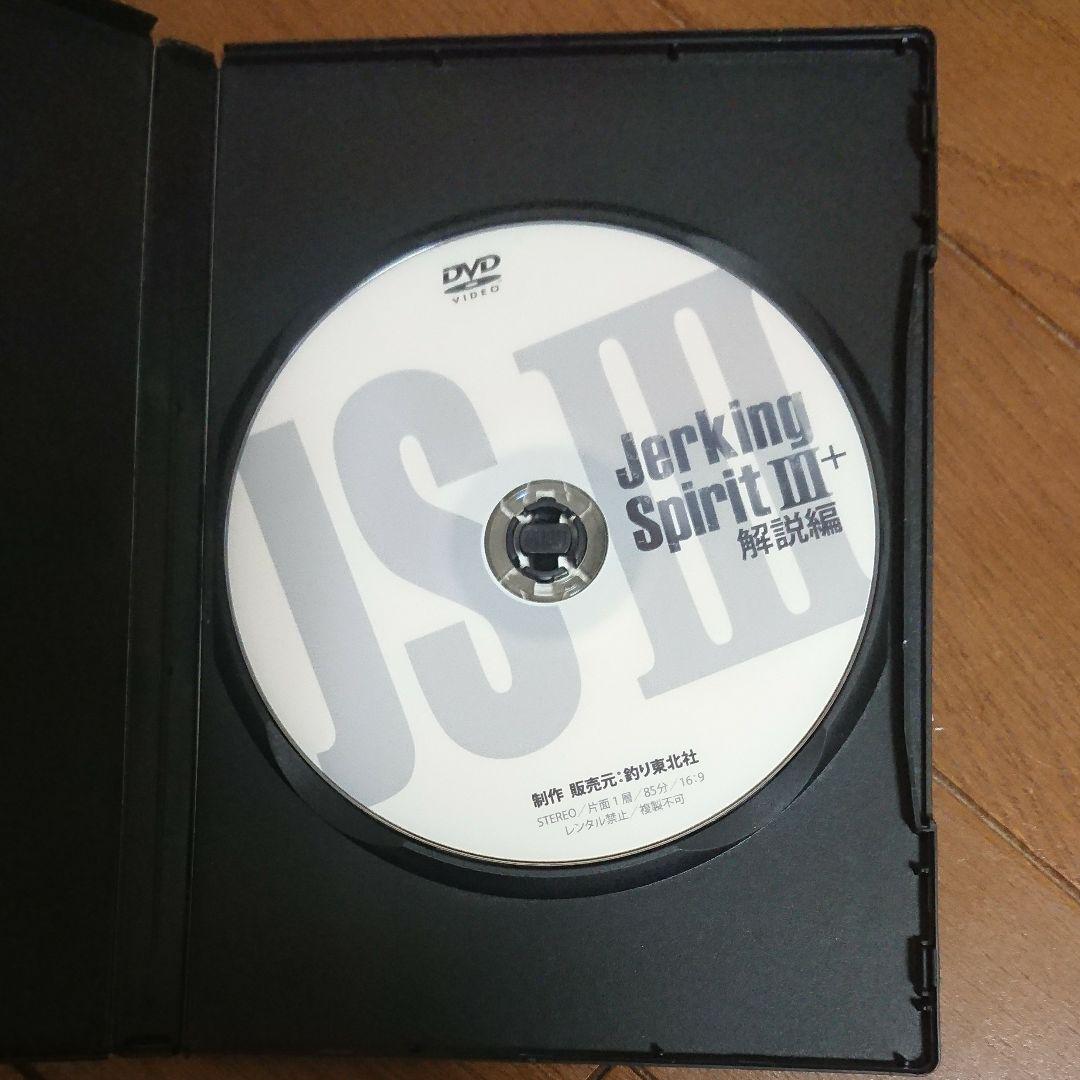 DVD
VIDEO
JSIII
Jerking
Spirit III+
解説編
制作 販売元:釣り東北社
STEREO/片面1層/85分/16:9
レンタル禁止/複製不可